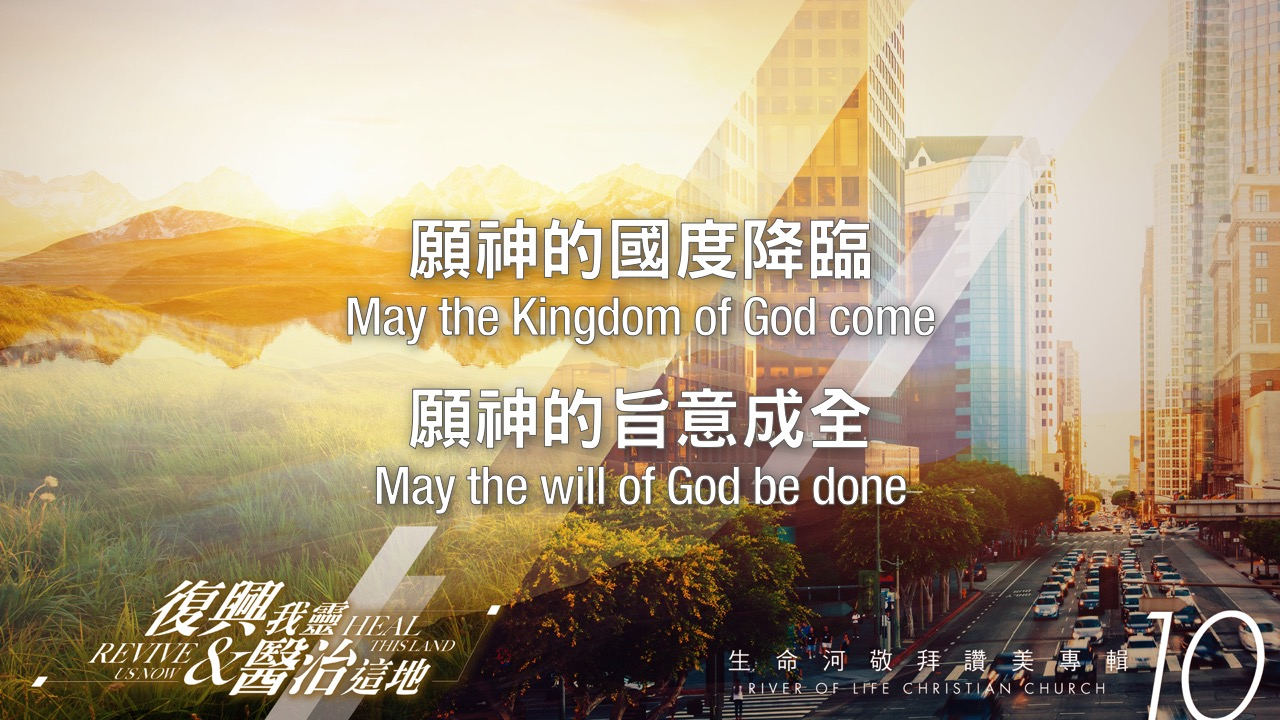 願神的國度降臨
May the Kingdom of God come
願神的旨意成全
May the will of God be done
復興我靈 HEAL
REVIVE THIS LAND
US NOW & 醫治這地
生命河敬拜讚美專輯 10
RIVER OF LIFE CHRISTIAN CHURCH